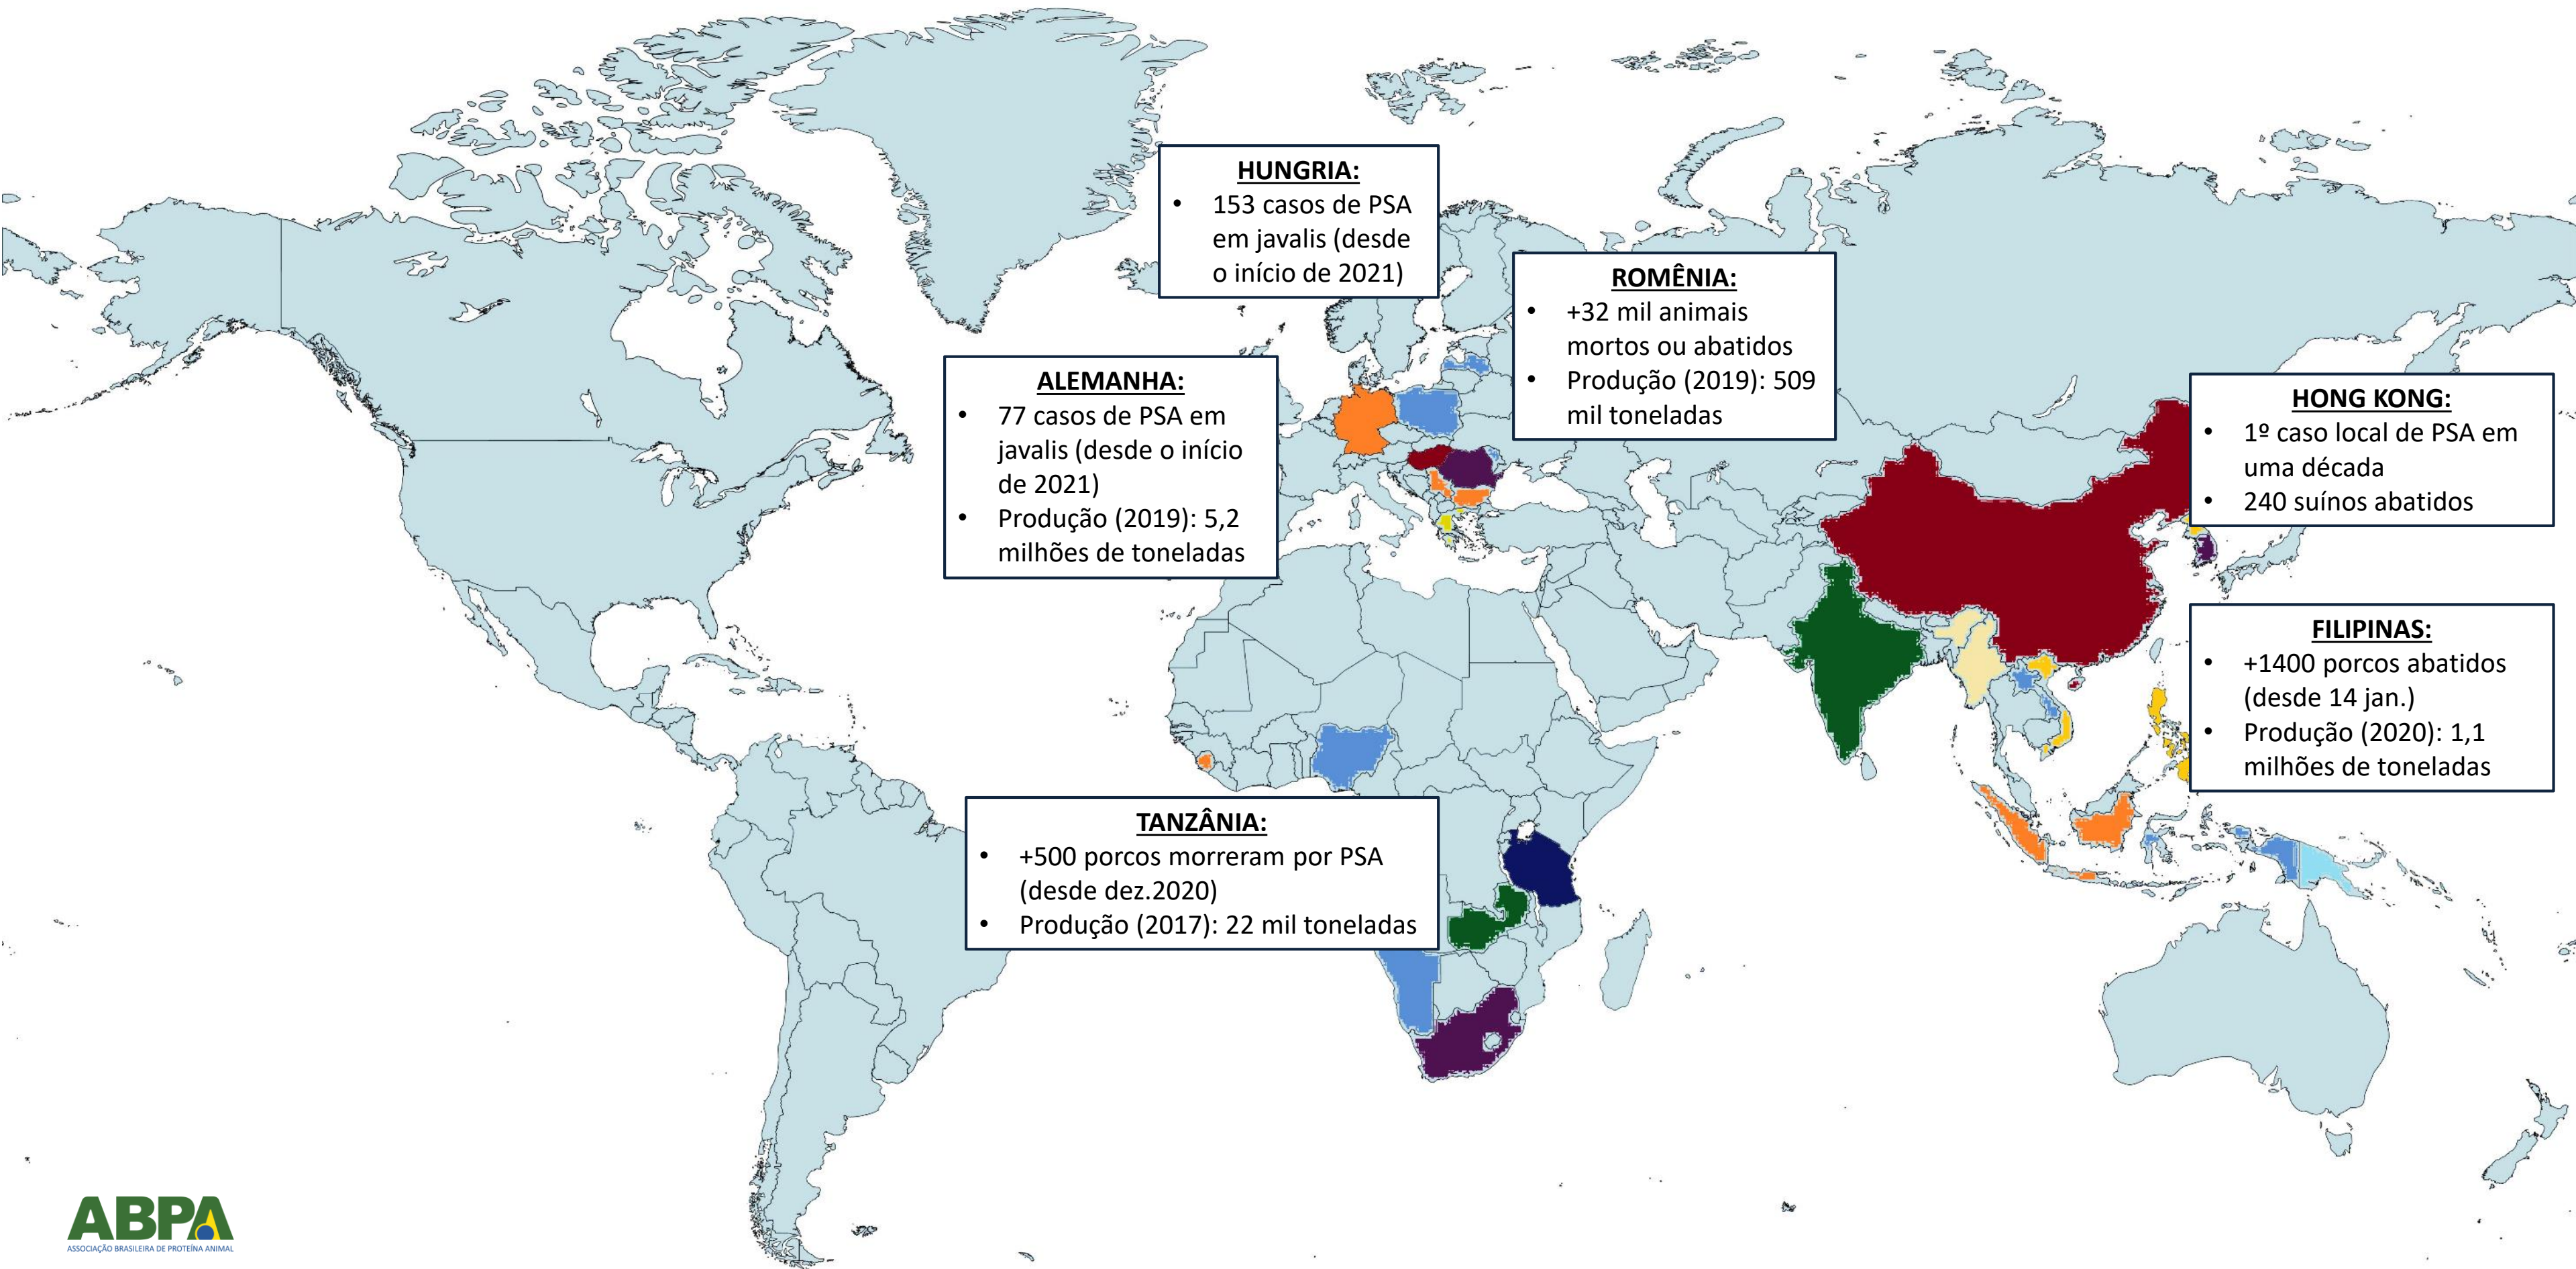 HUNGRIA:
• 153 casos de PSA
em javalis (desde
o início de 2021)
ROMÊNIA:
• +32 mil animais
mortos ou abatidos
• Produção (2019): 509
mil toneladas
ALEMANHA:
• 77 casos de PSA em
javalis (desde o início
de 2021)
• Produção (2019): 5,2
milhões de toneladas
HONG KONG:
• 1º caso local de PSA em
uma década
• 240 suínos abatidos
FILIPINAS:
• +1400 porcos abatidos
(desde 14 jan.)
• Produção (2020): 1,1
milhões de toneladas
TANZÂNIA:
• +500 porcos morreram por PSA
(desde dez.2020)
• Produção (2017): 22 mil toneladas
ABPA
ASSOCIAÇÃO BRASILEIRA DE PROTEÍNA ANIMAL